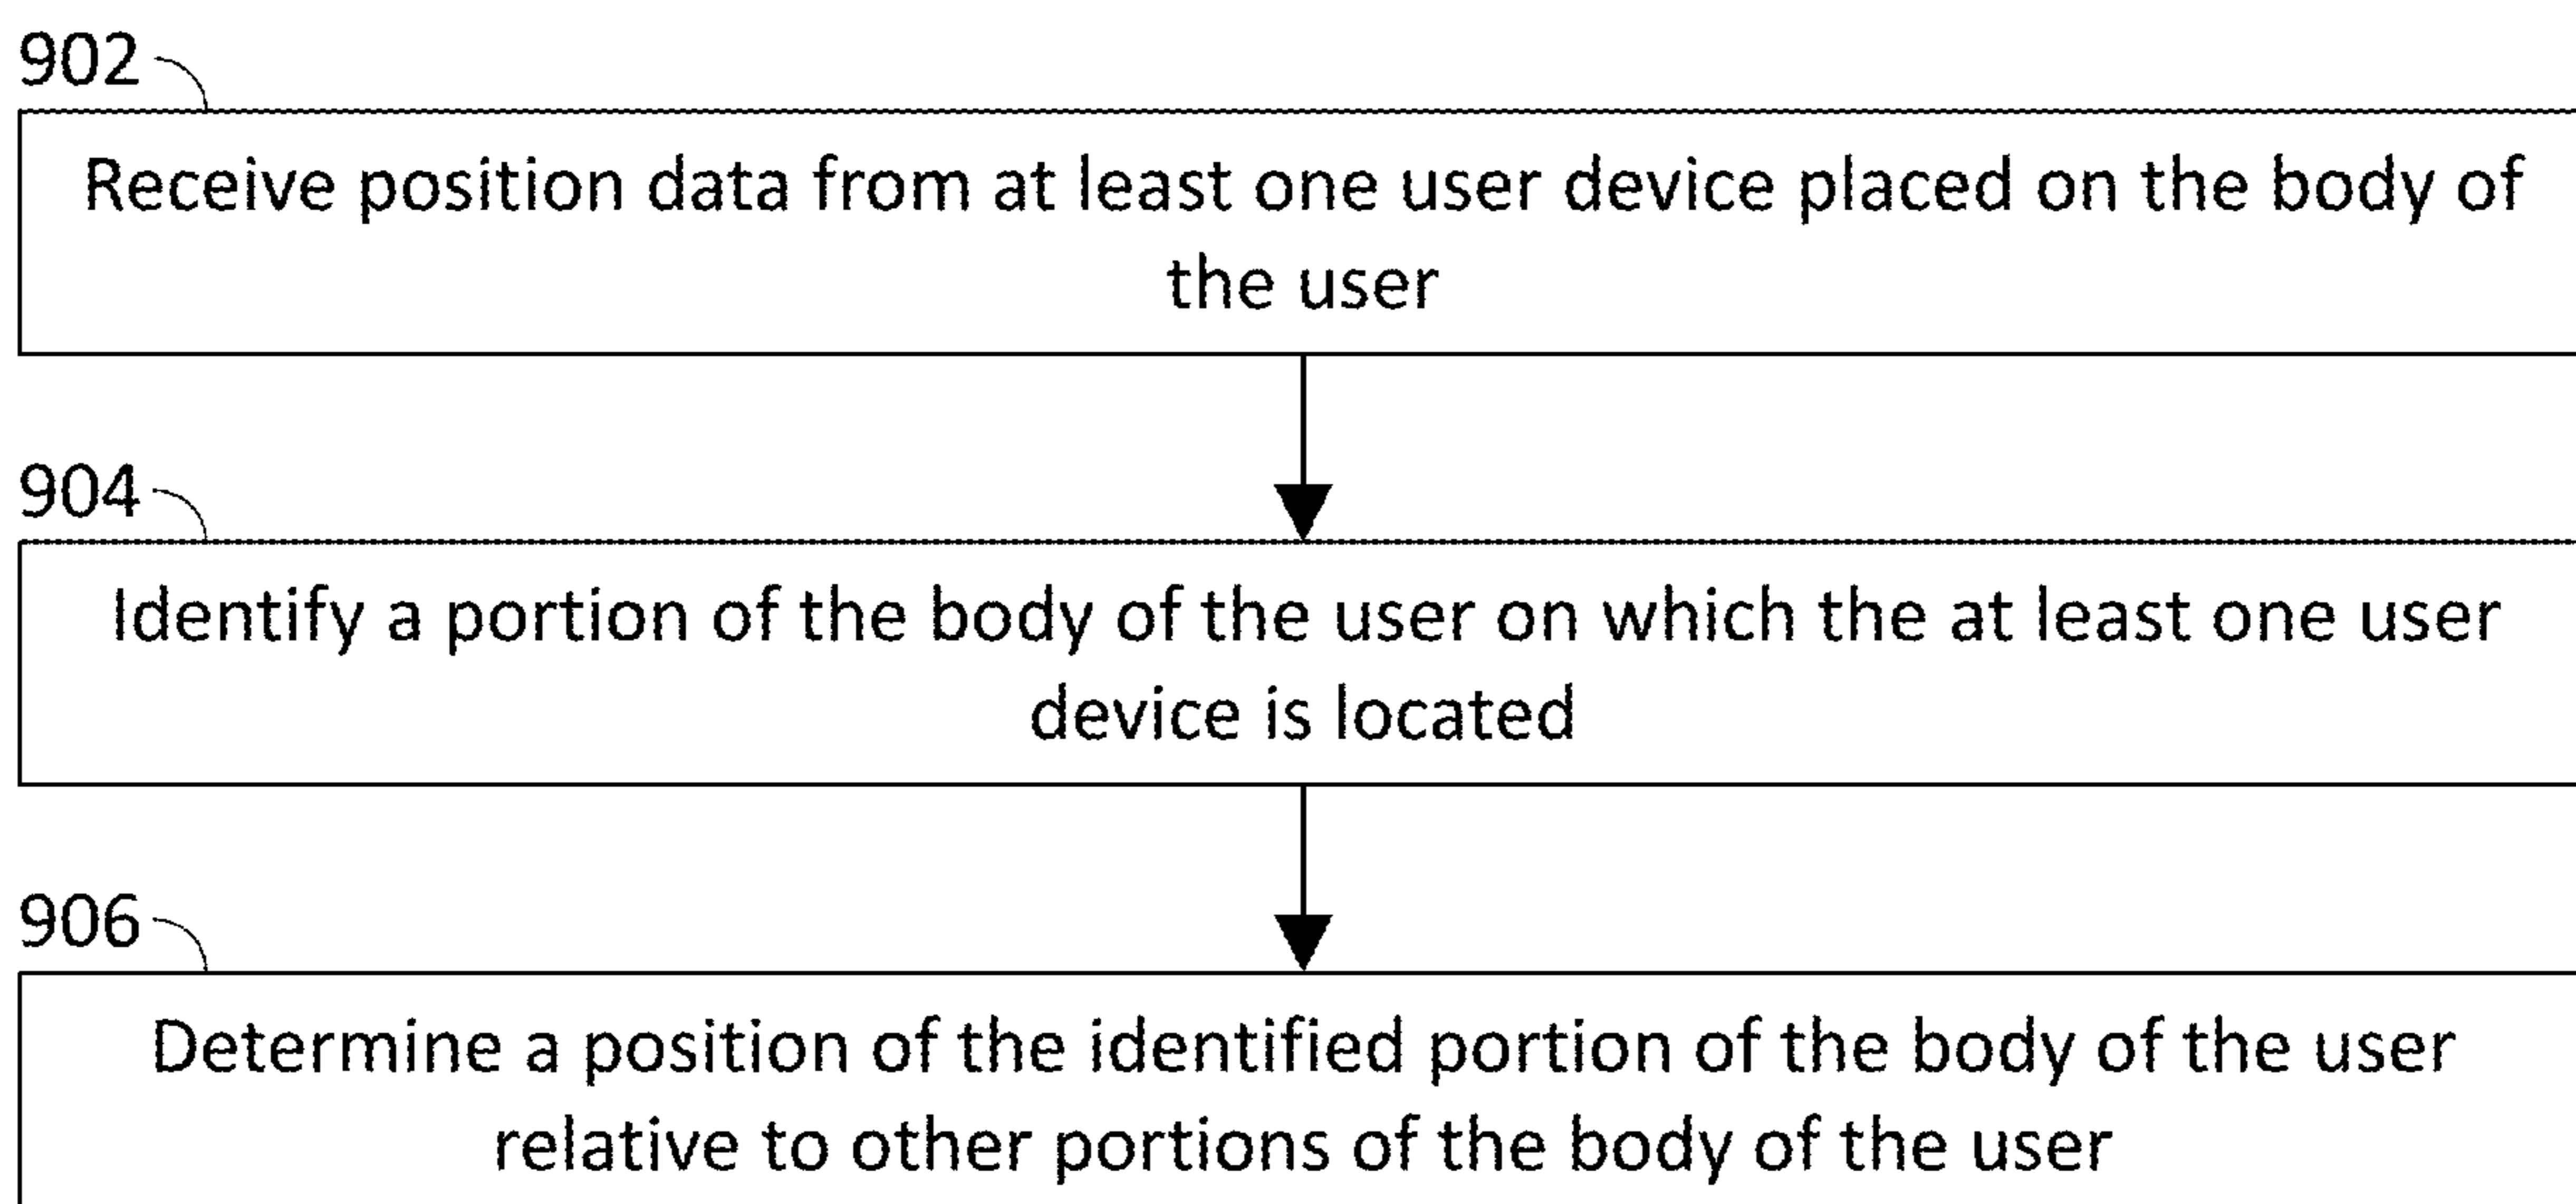 902
Receive position data from at least one user device placed on the body of
the user
904
Identify a portion of the body of the user on which the at least one user
device is located
906
Determine a position of the identified portion of the body of the user
relative to other portions of the body of the user